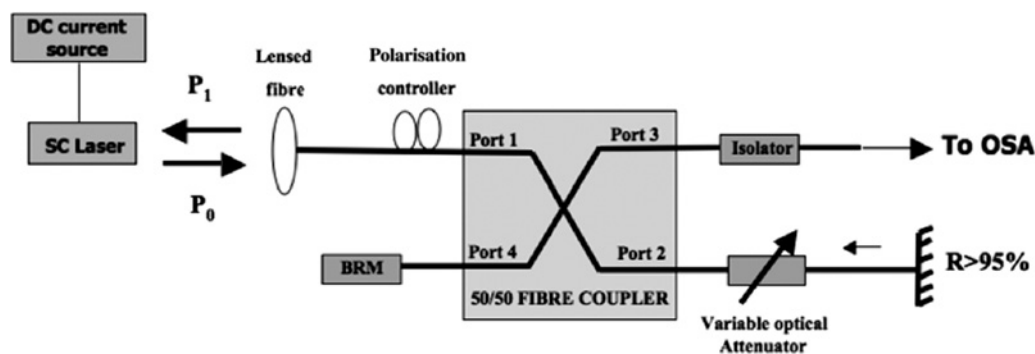 DC current
source
SC Laser
P1
P0
Lensed
fibre
Polarisation
controller
Port 1
Port 3
Port 4
Port 2
50/50 FIBRE COUPLER
BRM
Isolator
To OSA
R>95%
Variable optical
Attenuator